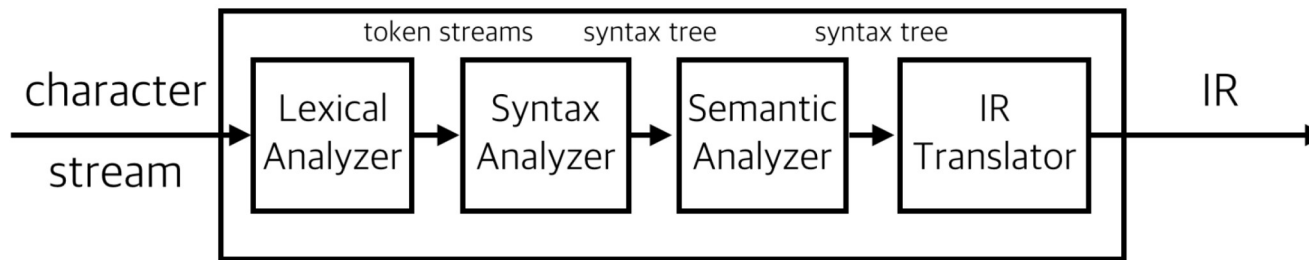 token streams
syntax tree
syntax tree
character
stream
Lexical
Analyzer
Syntax
Analyzer
Semantic
Analyzer
IR
Translator
IR